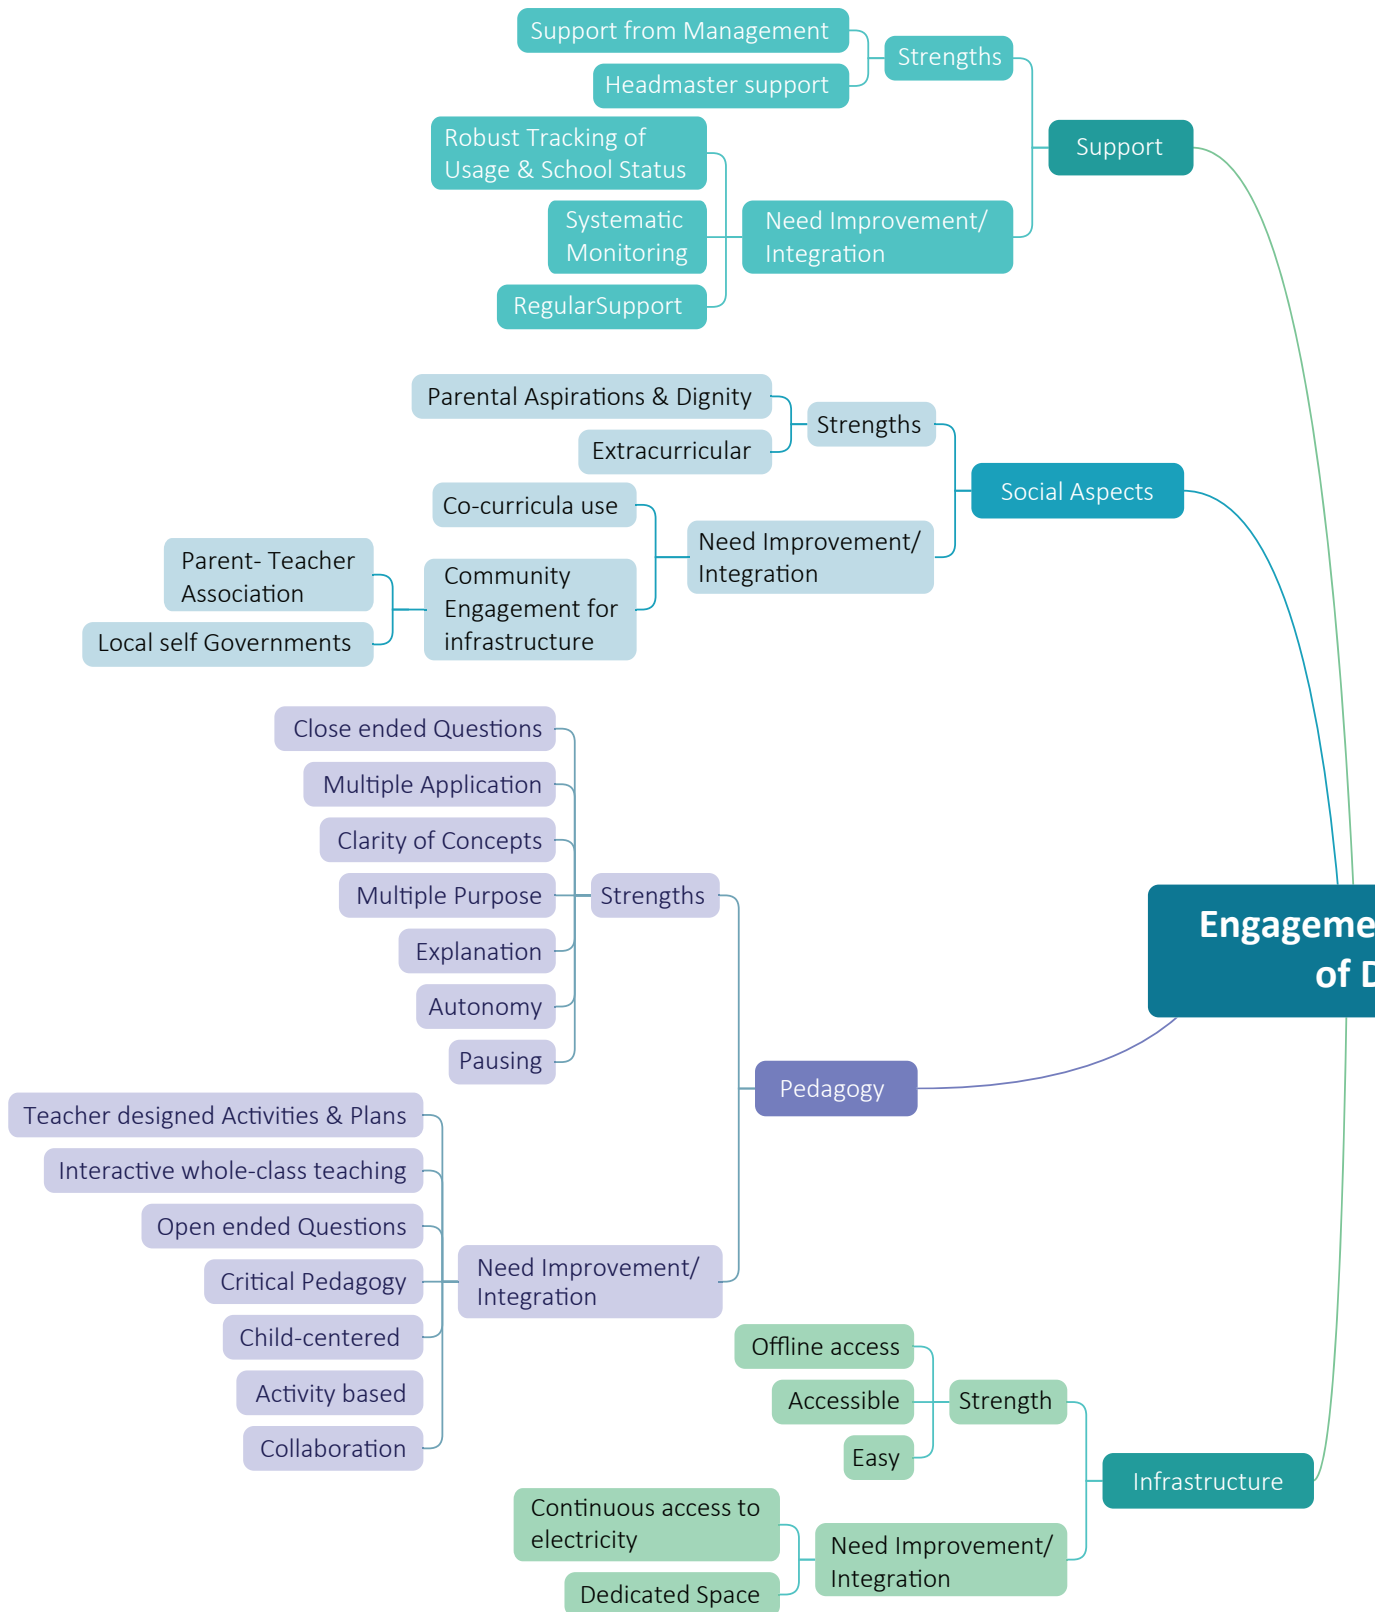 Support from Management
Headmaster support
Strengths
Robust Tracking of
Usage & School Status
Systematic
Monitoring
RegularSupport
Need Improvement/
Integration
Support
Parental Aspirations & Dignity
Extracurricular
Strengths
Co-curricula use
Parent- Teacher
Association
Local self Governments
Community
Engagement for
infrastructure
Need Improvement/
Integration
Social Aspects
Close ended Questions
Multiple Application
Clarity of Concepts
Multiple Purpose
Explanation
Autonomy
Pausing
Strengths
Teacher designed Activities & Plans
Interactive whole-class teaching
Open ended Questions
Critical Pedagogy
Child-centered
Activity based
Collaboration
Need Improvement/
Integration
Pedagogy
Offline access
Accessible
Easy
Strength
Continuous access to
electricity
Dedicated Space
Need Improvement/
Integration
Infrastructure
Engageme
of D